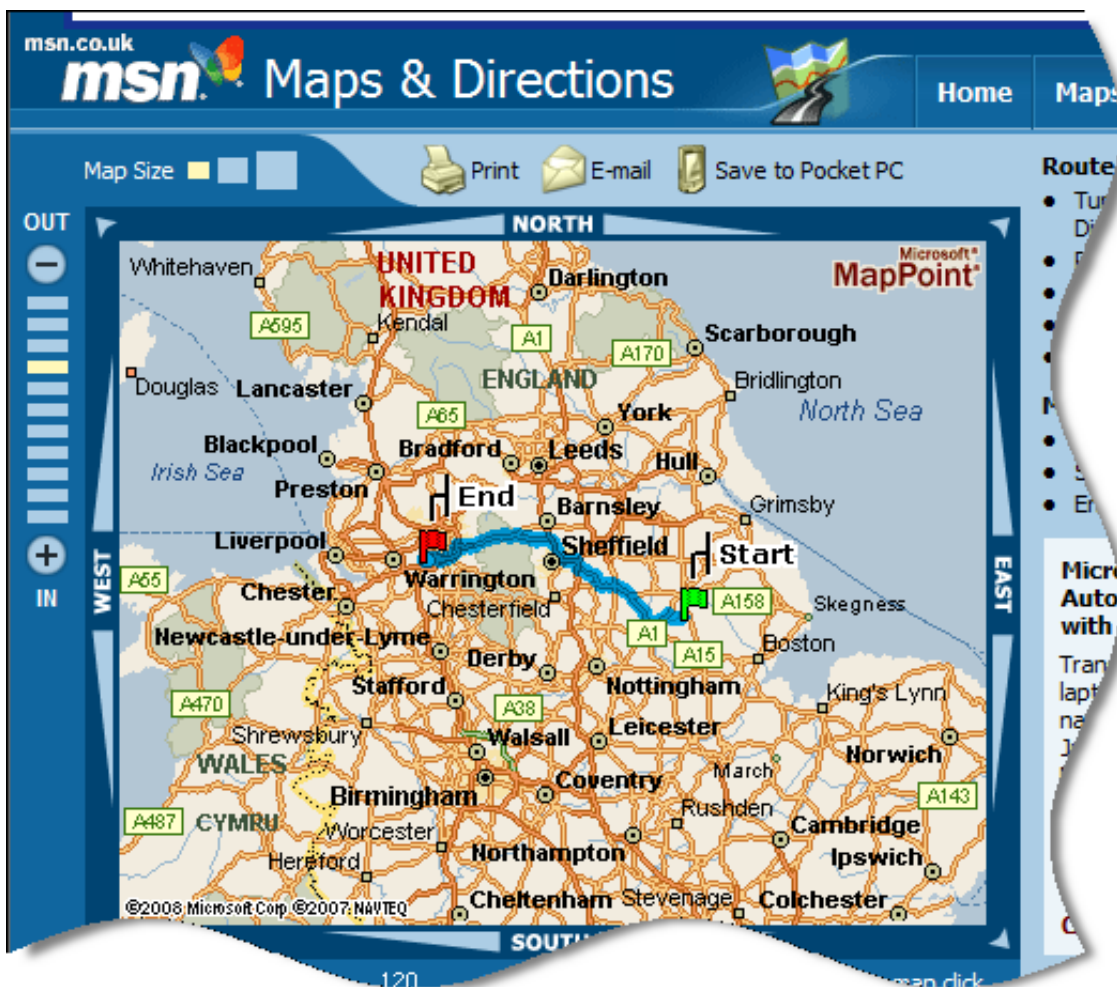 msn.co.uk
msn Maps & Directions
Home
Maps
Map Size
Print
E-mail
Save to Pocket PC
Route
OUT
NORTH
Whitehaven
UNITED
KINGDOM
Darlington
Microsoft®
MapPoint®
A595
Kendal
A1
A170
Scarborough
Douglas
Lancaster
ENGLAND
Bridlington
A65
York
North Sea
Blackpool
Bradford
Leeds
Irish Sea
Hull
Preston
End
Barnsley
Grimsby
Liverpool
Sheffield
Start
WEST
EAST
IN
A55
Warrington
Chester
Chesterfield
A158
Skegness
Newcastle-under-Lyme
A1
A15
Boston
Derby
Stafford
Nottingham
A470
A38
King's Lynn
Shrewsbury
Walsall
Leicester
WALES
March
Norwich
Birmingham
Coventry
A143
A487
CYMRU
Worcester
Rushden
Cambridge
Hereford
Northampton
Ipswich
©2008 Microsoft Corp ©2007 NAVTEQ
Cheltenham
Stevenage
Colchester
SOUTH
120
map click
with